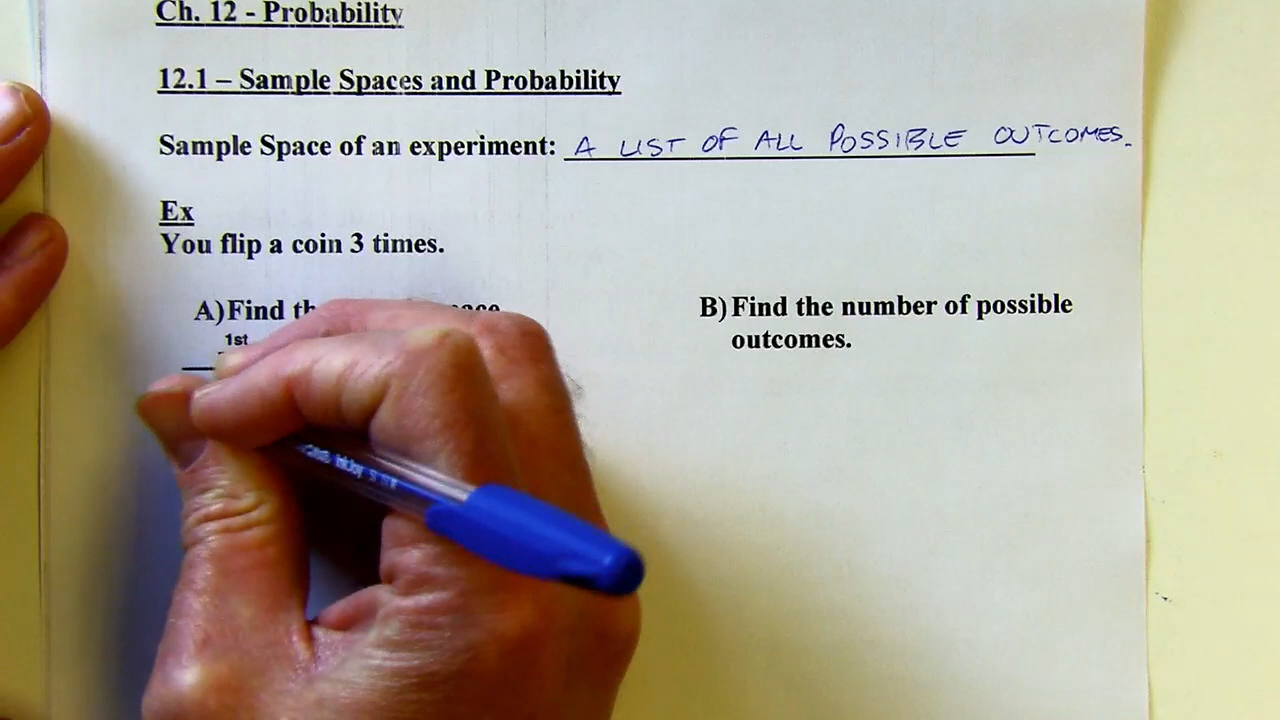 Ch. 12 - Probability
12.1 – Sample Spaces and Probability
Sample Space of an experiment: A LIST OF ALL POSSIBLE OUTCOMES.
Ex
You flip a coin 3 times.
A) Find
B) Find the number of possible
outcomes.
1st